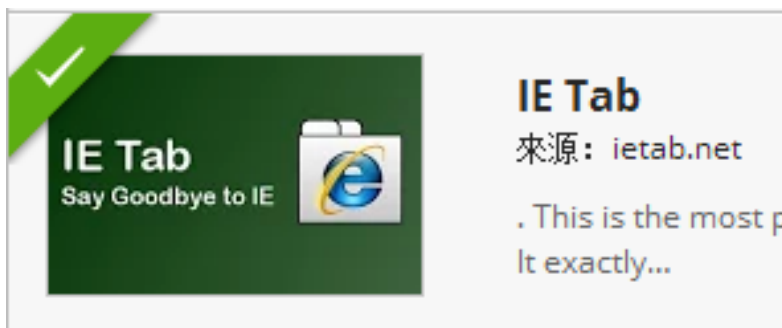 IE Tab
Say Goodbye to IE
IE Tab
來源：ietab.net
. This is the most
It exactly...